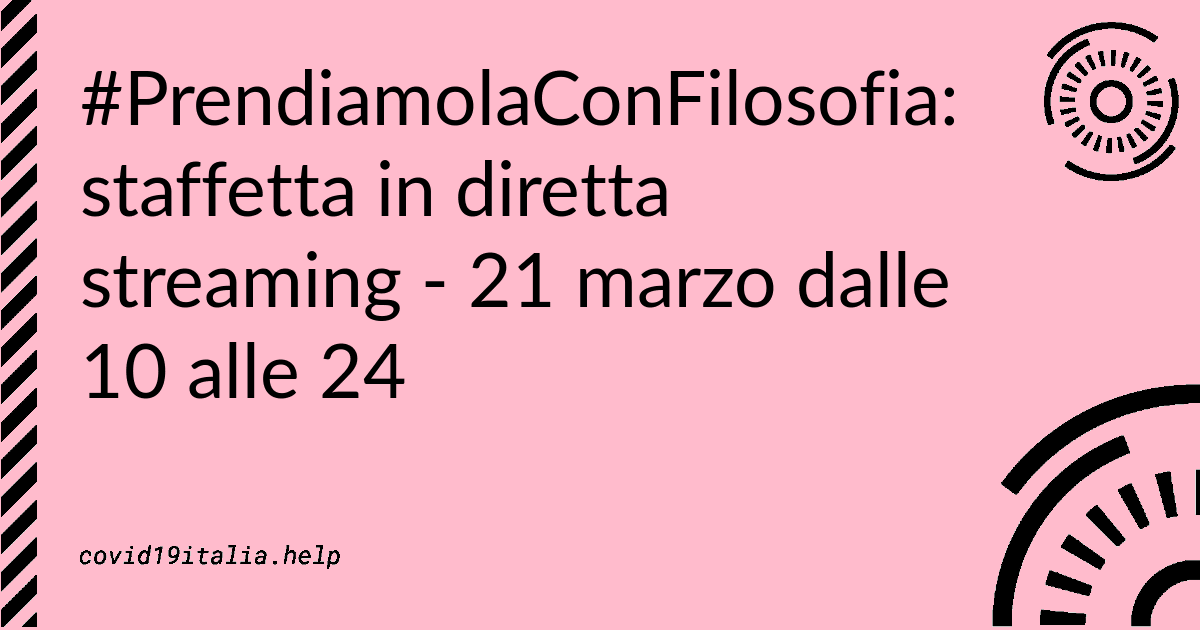 #PrendiamolaConFilosofia:
staffetta in diretta
streaming - 21 marzo dalle
10 alle 24
covid19italia.help